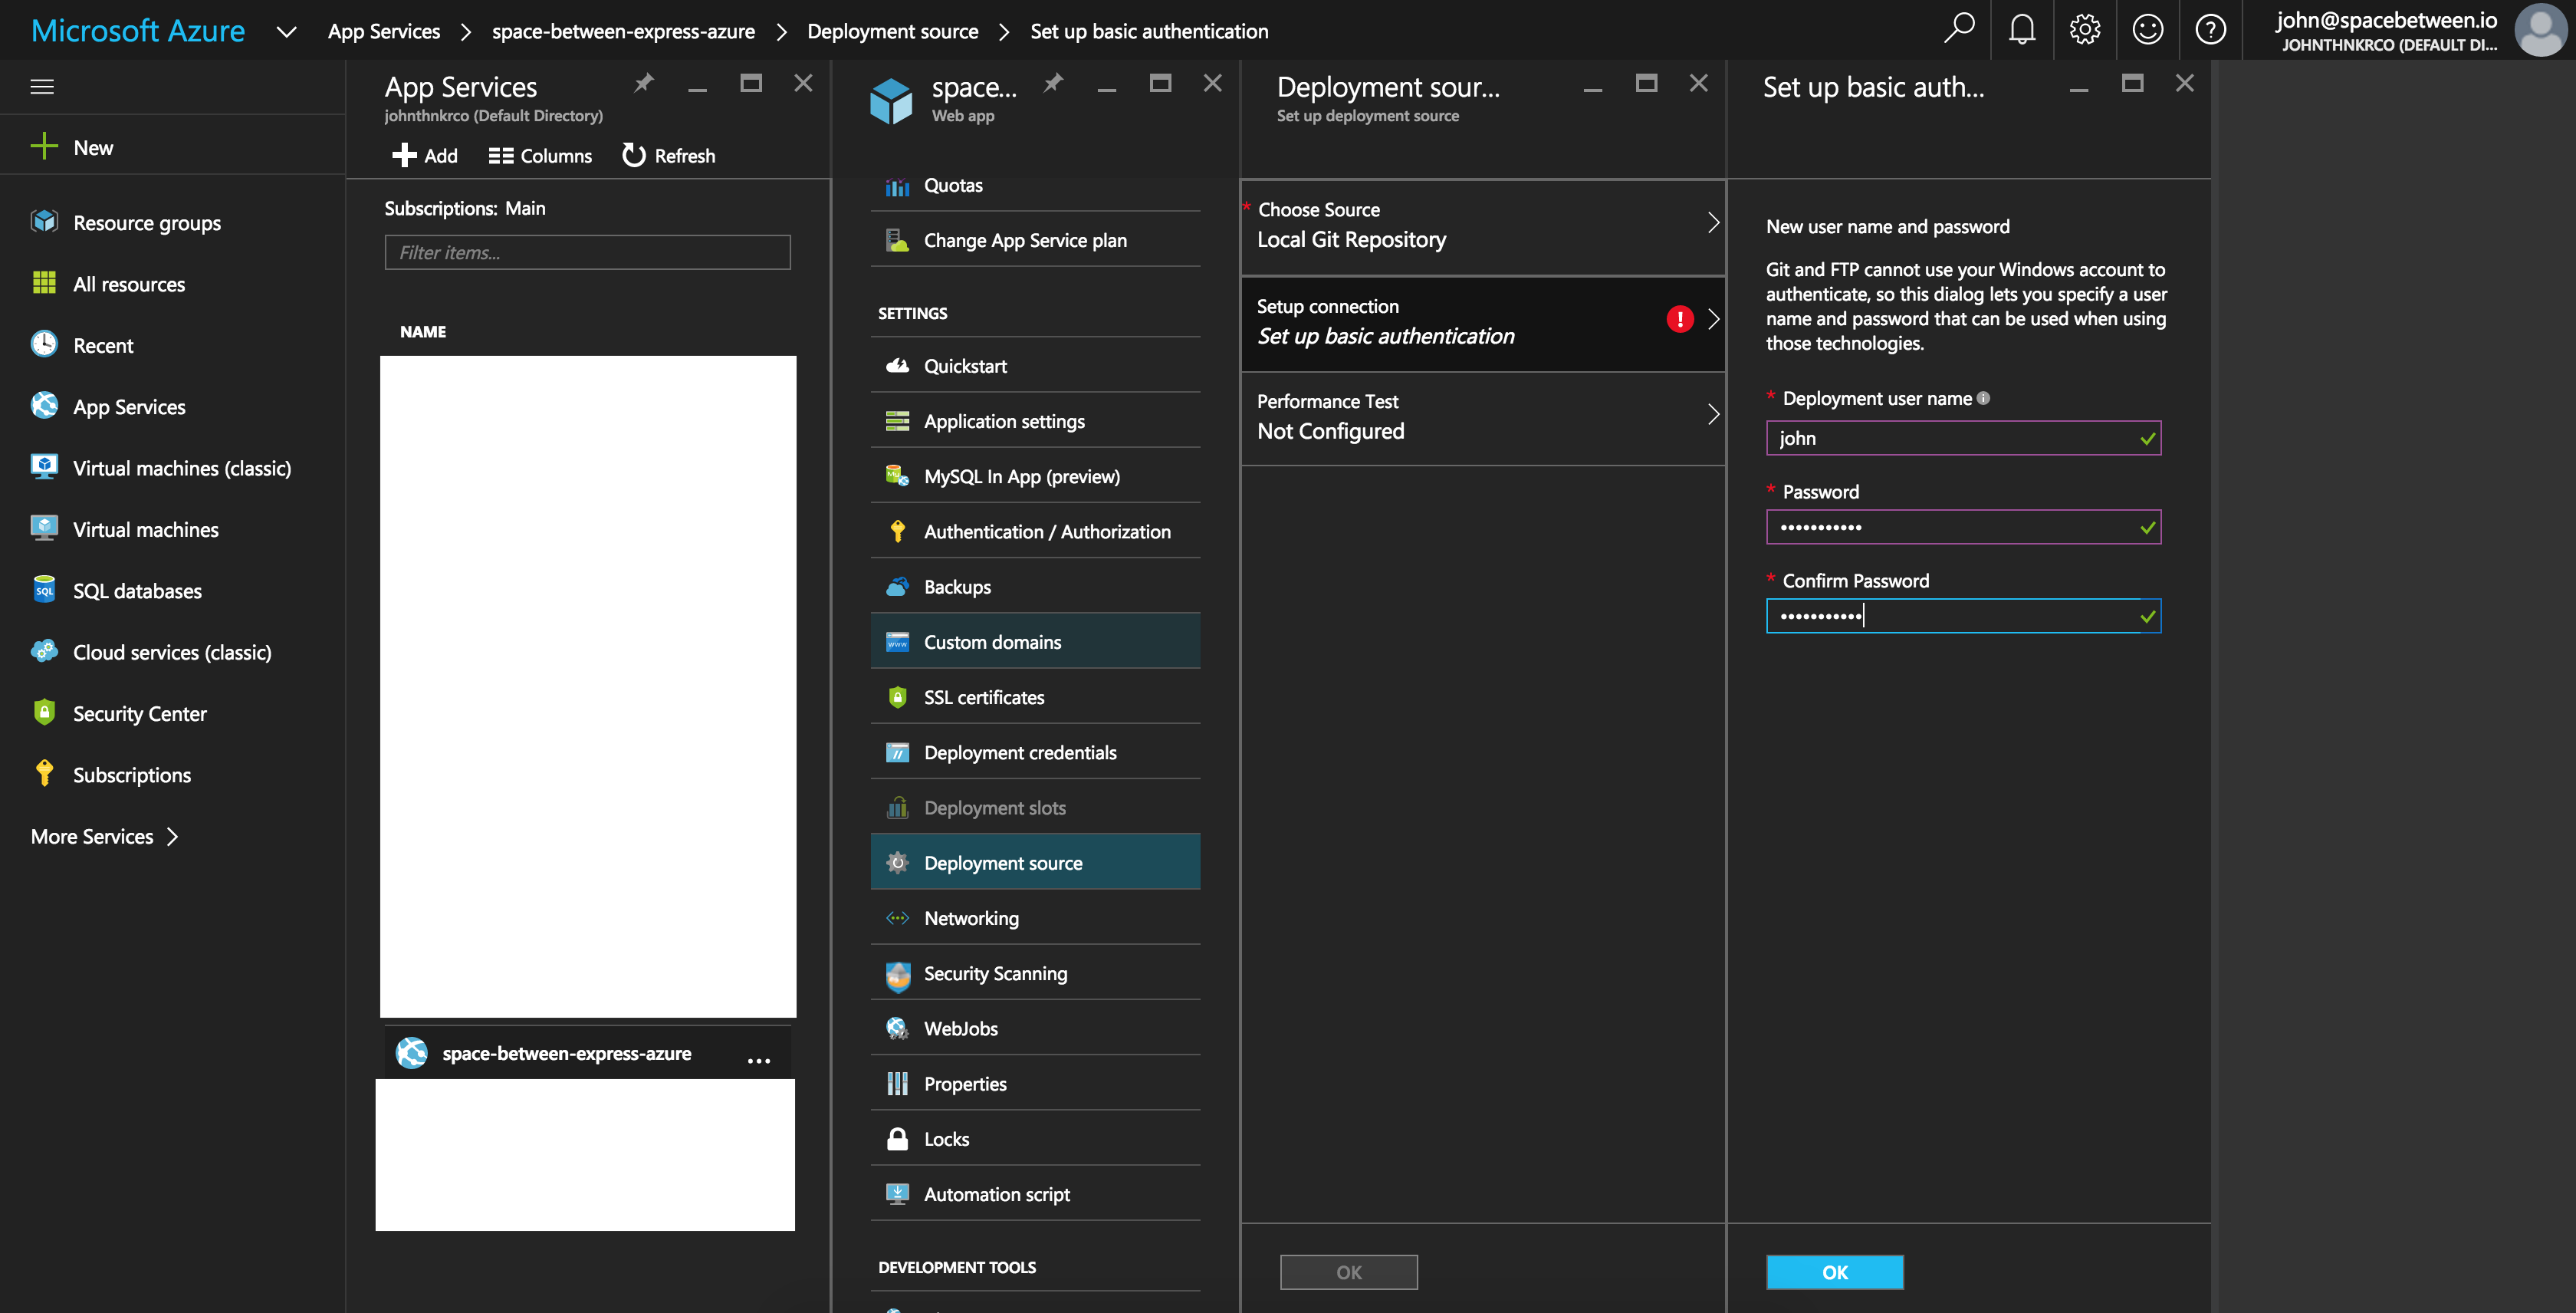 Microsoft Azure
App Services
space-between-express-azure
Deployment source
Set up basic authentication
john@spacebetween.io
JOHNTHNKRCO (DEFAULT DI...
New
Resource groups
All resources
Recent
App Services
Virtual machines (classic)
Virtual machines
SQL databases
Cloud services (classic)
Security Center
Subscriptions
More Services
App Services
johnthnkrco (Default Directory)
Add
Columns
Refresh
Subscriptions: Main
Filter items...
NAME
space-between-express-azure
...
space...
Web app
Quotas
Change App Service plan
SETTINGS
Quickstart
Application settings
MySQL In App (preview)
Authentication / Authorization
Backups
Custom domains
SSL certificates
Deployment credentials
Deployment slots
Deployment source
Networking
Security Scanning
WebJobs
Properties
Locks
Automation script
DEVELOPMENT TOOLS
Deployment sour...
Set up deployment source
* Choose Source
Local Git Repository
Setup connection
Set up basic authentication
Performance Test
Not Configured
OK
Set up basic auth...
New user name and password
Git and FTP cannot use your Windows account to
authenticate, so this dialog lets you specify a user
name and password that can be used when using
those technologies.
* Deployment user name
john
* Password
•••••••••••
* Confirm Password
•••••••••••
OK